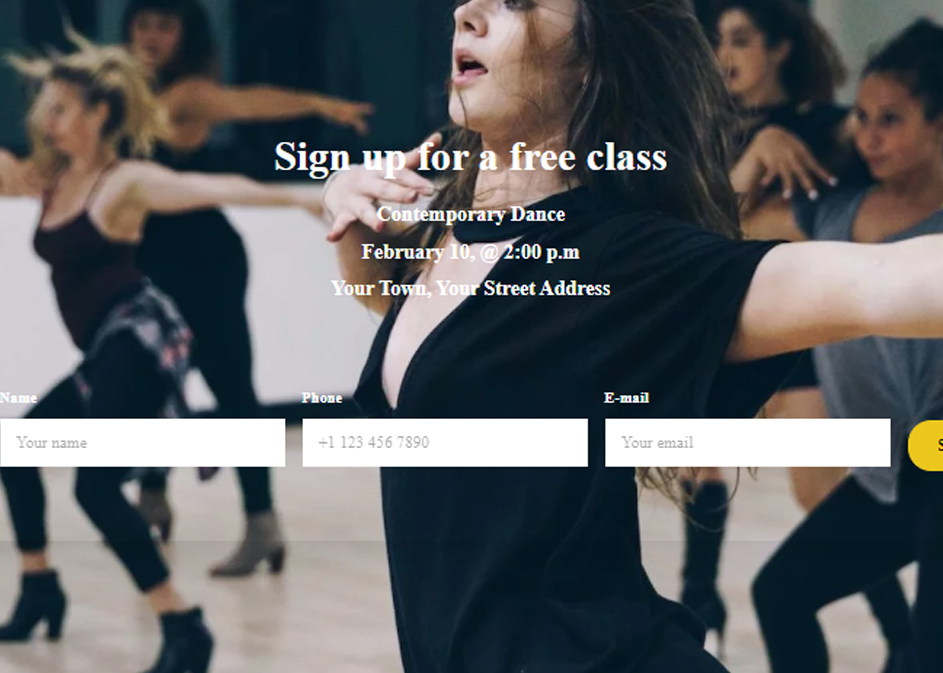 Sign up for a free class
Contemporary Dance
February 10, @ 2:00 p.m
Your Town, Your Street Address
Name
Phone
E-mail
Your name
+1 123 456 7890
Your email